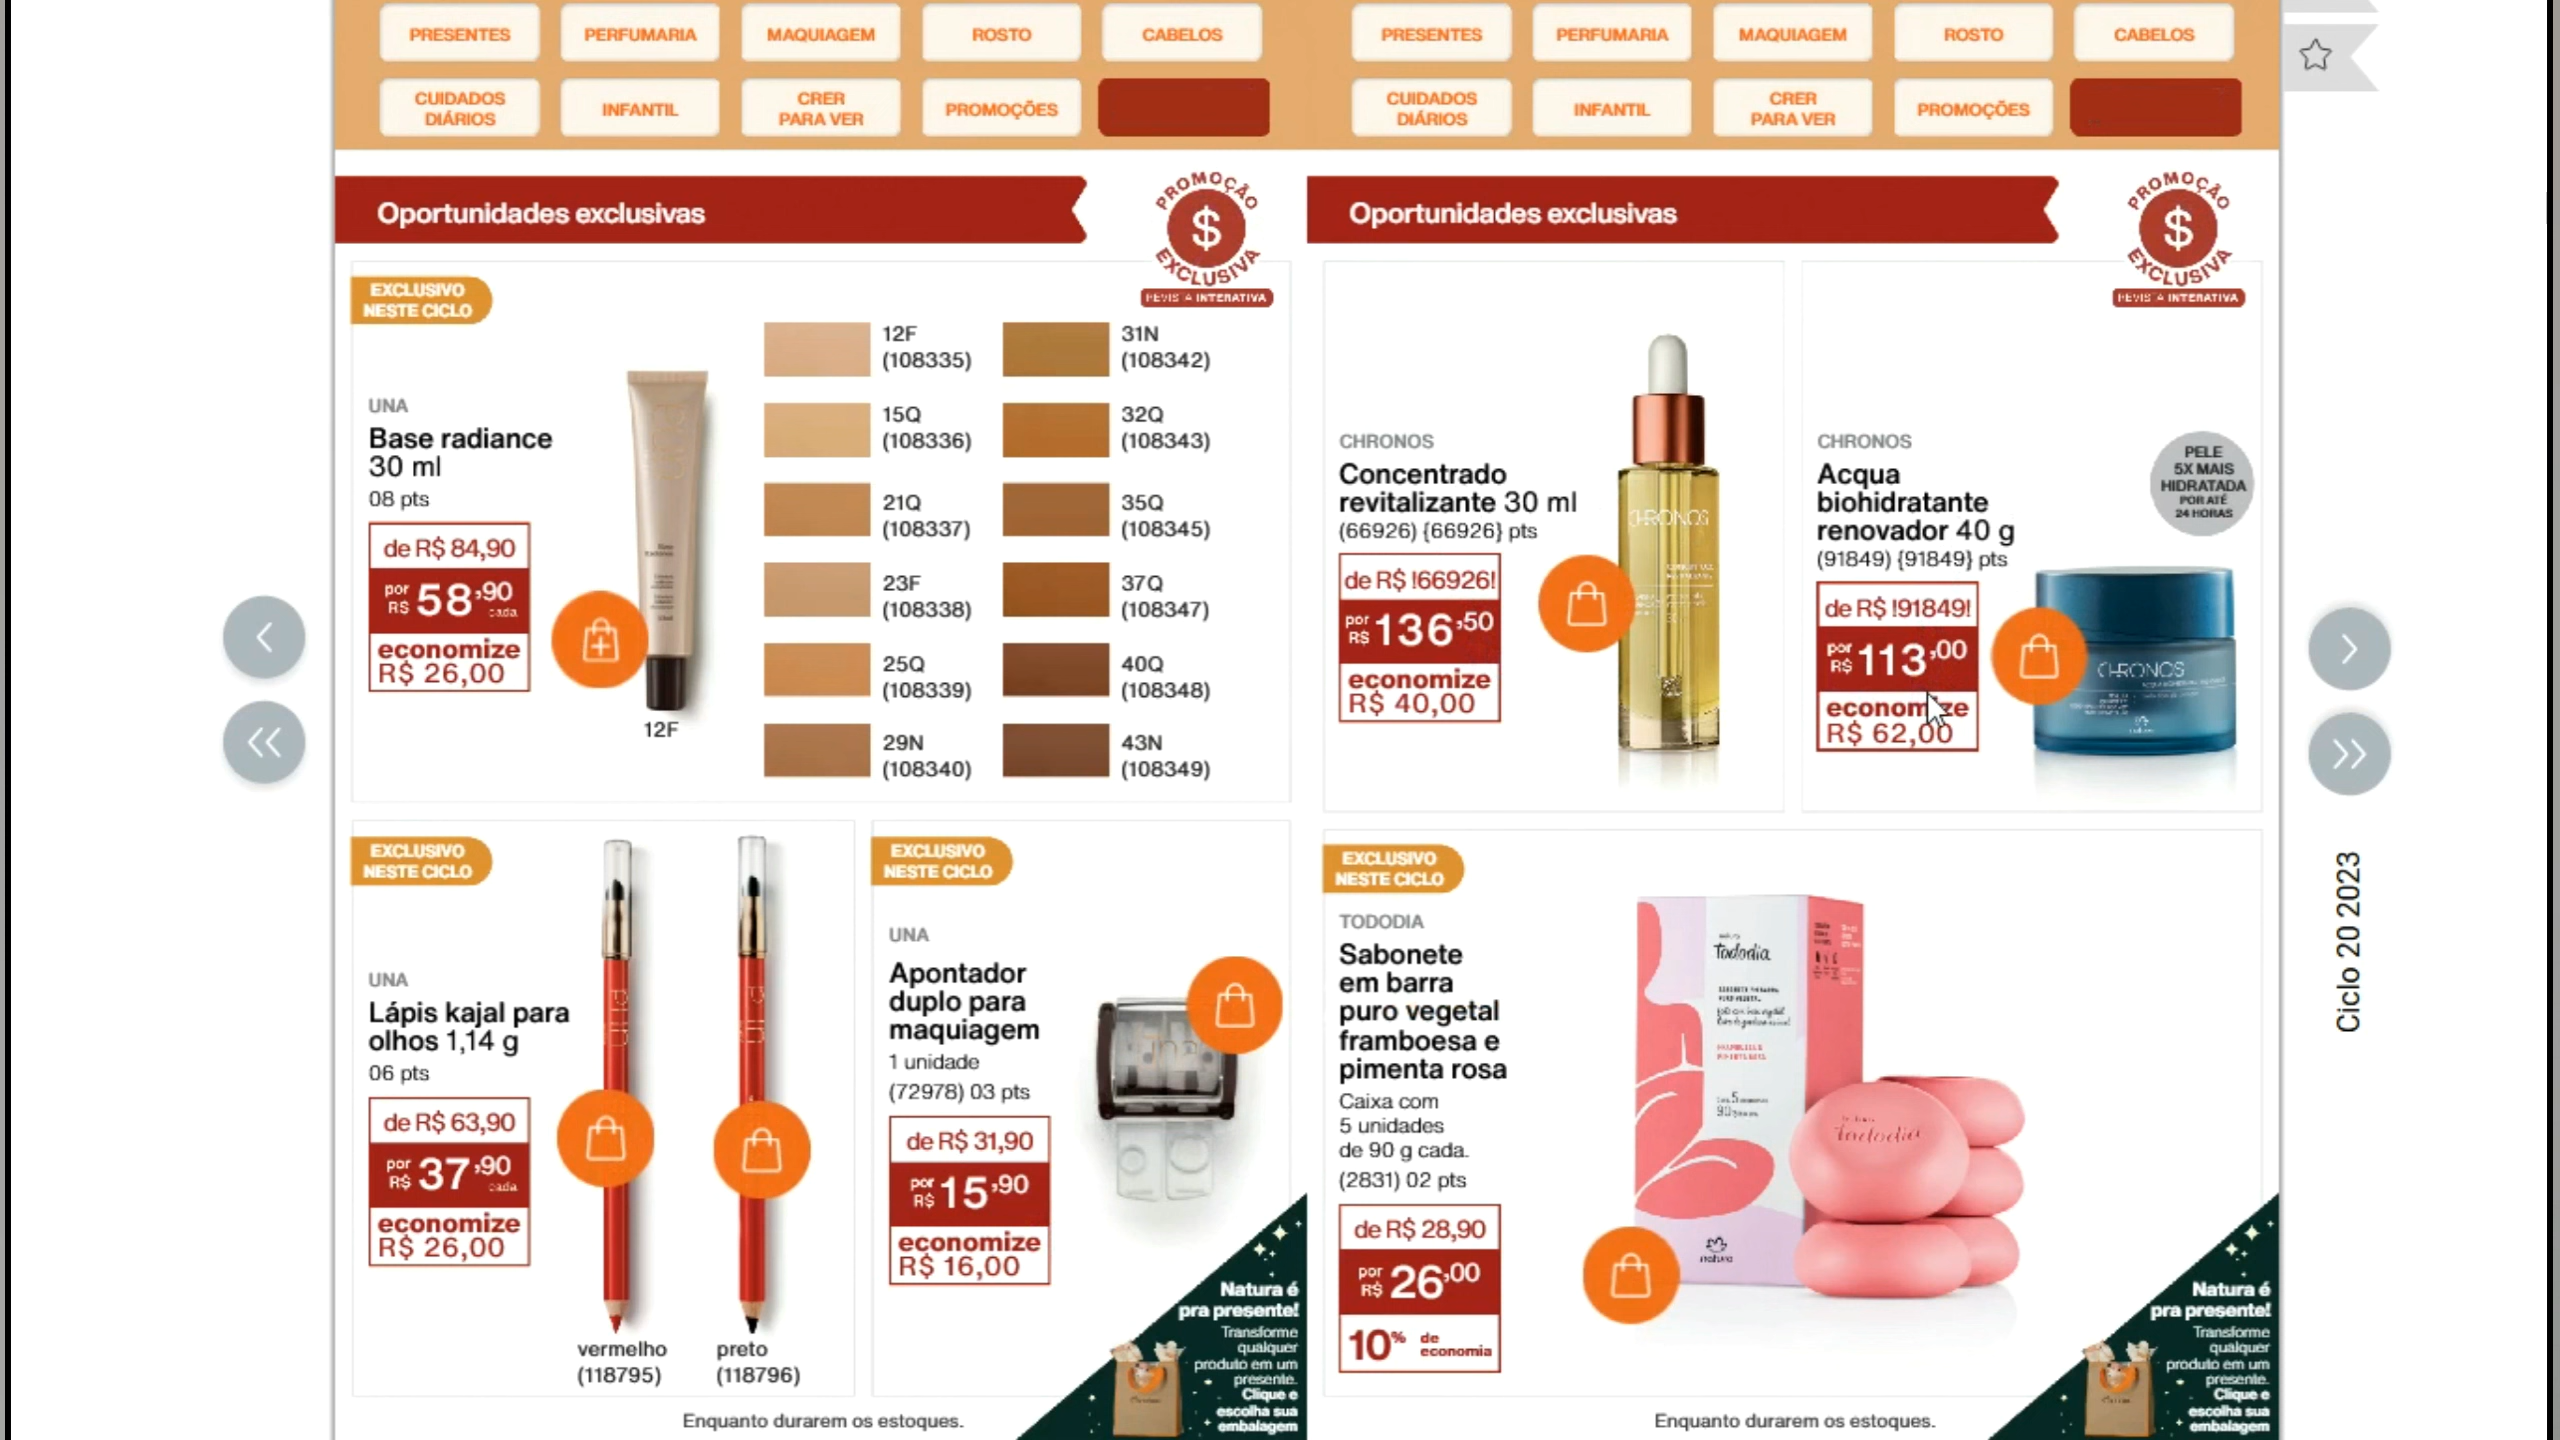 PRESENTES
PERFUMARIA
MAQUIAGEM
ROSTO
CABELOS
CUIDADOS
DIÁRIOS
INFANTIL
CRER
PARA VER
PROMOÇÕES
PRESENTES
PERFUMARIA
MAQUIAGEM
ROSTO
CABELOS
CUIDADOS
DIÁRIOS
INFANTIL
CRER
PARA VER
PROMOÇÕES
Oportunidades exclusivas
PROMOÇÃO
$
EXCLUSIVA
INTERATIVA
EXCLUSIVO
NESTE CICLO
UNA
Base radiance
30 ml
08 pts
de R$ 84,90
por
R$ 58,90
cada
economize
R$ 26,00
12F
12F
(108335)
15Q
(108336)
21Q
(108337)
23F
(108338)
25Q
(108339)
29N
(108340)
31N
(108342)
32Q
(108343)
35Q
(108345)
37Q
(108347)
40Q
(108348)
43N
(108349)
EXCLUSIVO
NESTE CICLO
UNA
Lápis kajal para
olhos 1,14 g
06 pts
de R$ 63,90
por
R$ 37,90
cada
economize
R$ 26,00
vermelho
(118795)
preto
(118796)
EXCLUSIVO
NESTE CICLO
UNA
Apontador
duplo para
maquiagem
1 unidade
(72978) 03 pts
de R$ 31,90
por
R$ 15,90
economize
R$ 16,00
Natura é
pra presente!
Transforme
qualquer
produto em um
presente.
Clique e
escolha sua
embalagem
Enquanto durarem os estoques.
Oportunidades exclusivas
PROMOÇÃO
$
EXCLUSIVA
INTERATIVA
CHRONOS
Concentrado
revitalizante 30 ml
(66926) {66926} pts
de R$ !66926!
por
R$ 136,50
economize
R$ 40,00
CHRONOS
CHRONOS
Acqua
biohidratante
renovador 40 g
(91849) {91849} pts
de R$ !91849!
por
R$ 113,00
economize
R$ 62,00
PELE
5X MAIS
HIDRATADA
POR ATÉ
24 HORAS
CHRONOS
natura
EXCLUSIVO
NESTE CICLO
TODODIA
Sabonete
em barra
puro vegetal
framboesa e
pimenta rosa
Caixa com
5 unidades
de 90 g cada.
(2831) 02 pts
de R$ 28,90
por
R$ 26,00
10% de
economia
natura
Tododia
natura
Tododia
Natura é
pra presente!
Transforme
qualquer
produto em um
presente.
Clique e
escolha sua
embalagem
Enquanto durarem os estoques.
Ciclo 20 2023